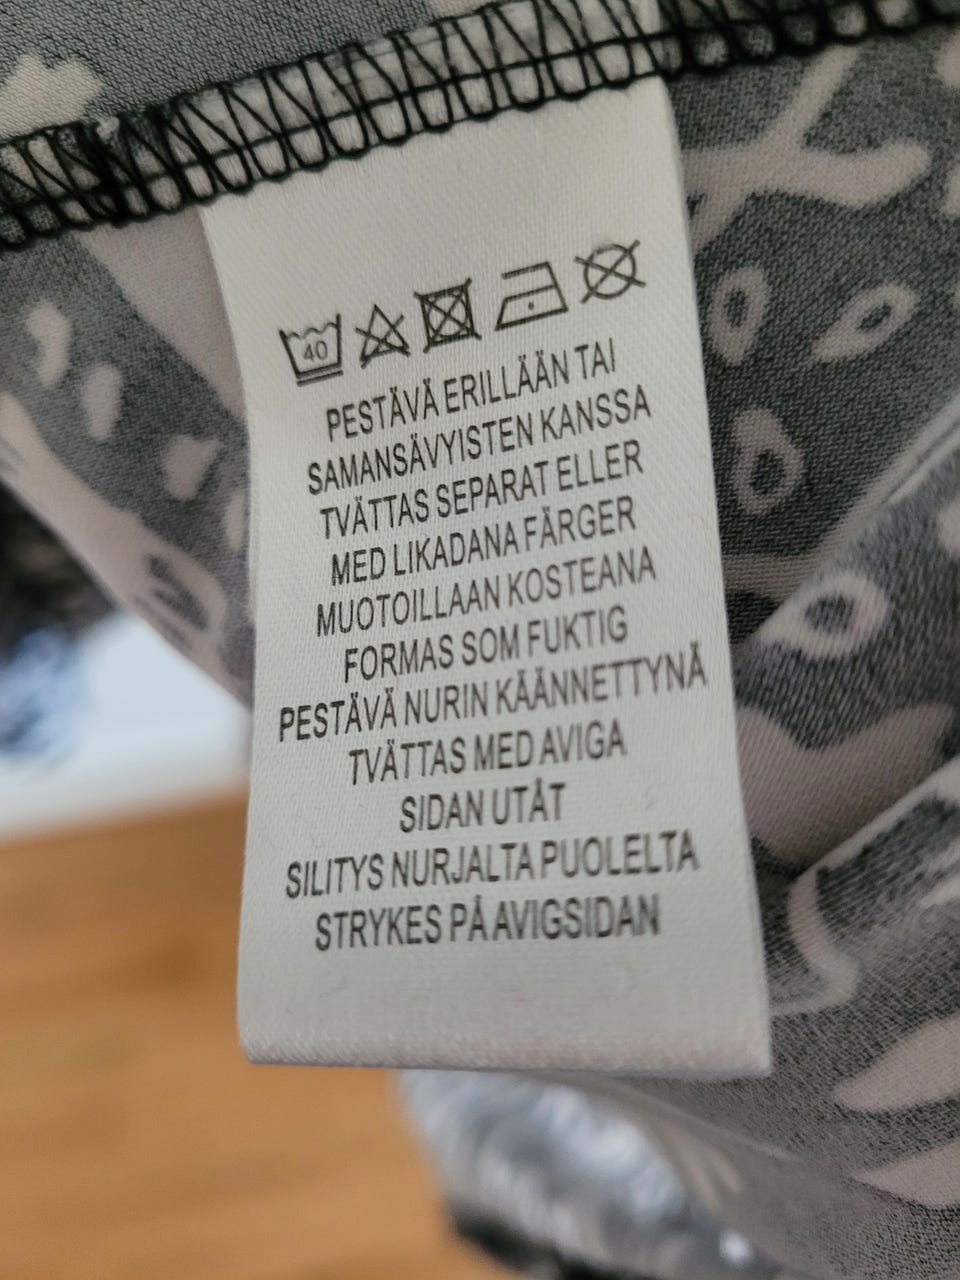 40
PESTÄVÄ ERILLÄÄN TAI
SAMANSÄVYISTEN KANSSA
TVÄTTAS SEPARAT ELLER
MED LIKADANA FÄRGER
MUOTOILLAAN KOSTEANA
FORMAS SOM FUKTIG
PESTÄVÄ NURIN KÄÄNNETTYNÄ
TVÄTTAS MED AVIGA
SIDAN UTÅT
SILITYS NURJALTA PUOLELTA
STRYKES PÅ AVIGSIDAN